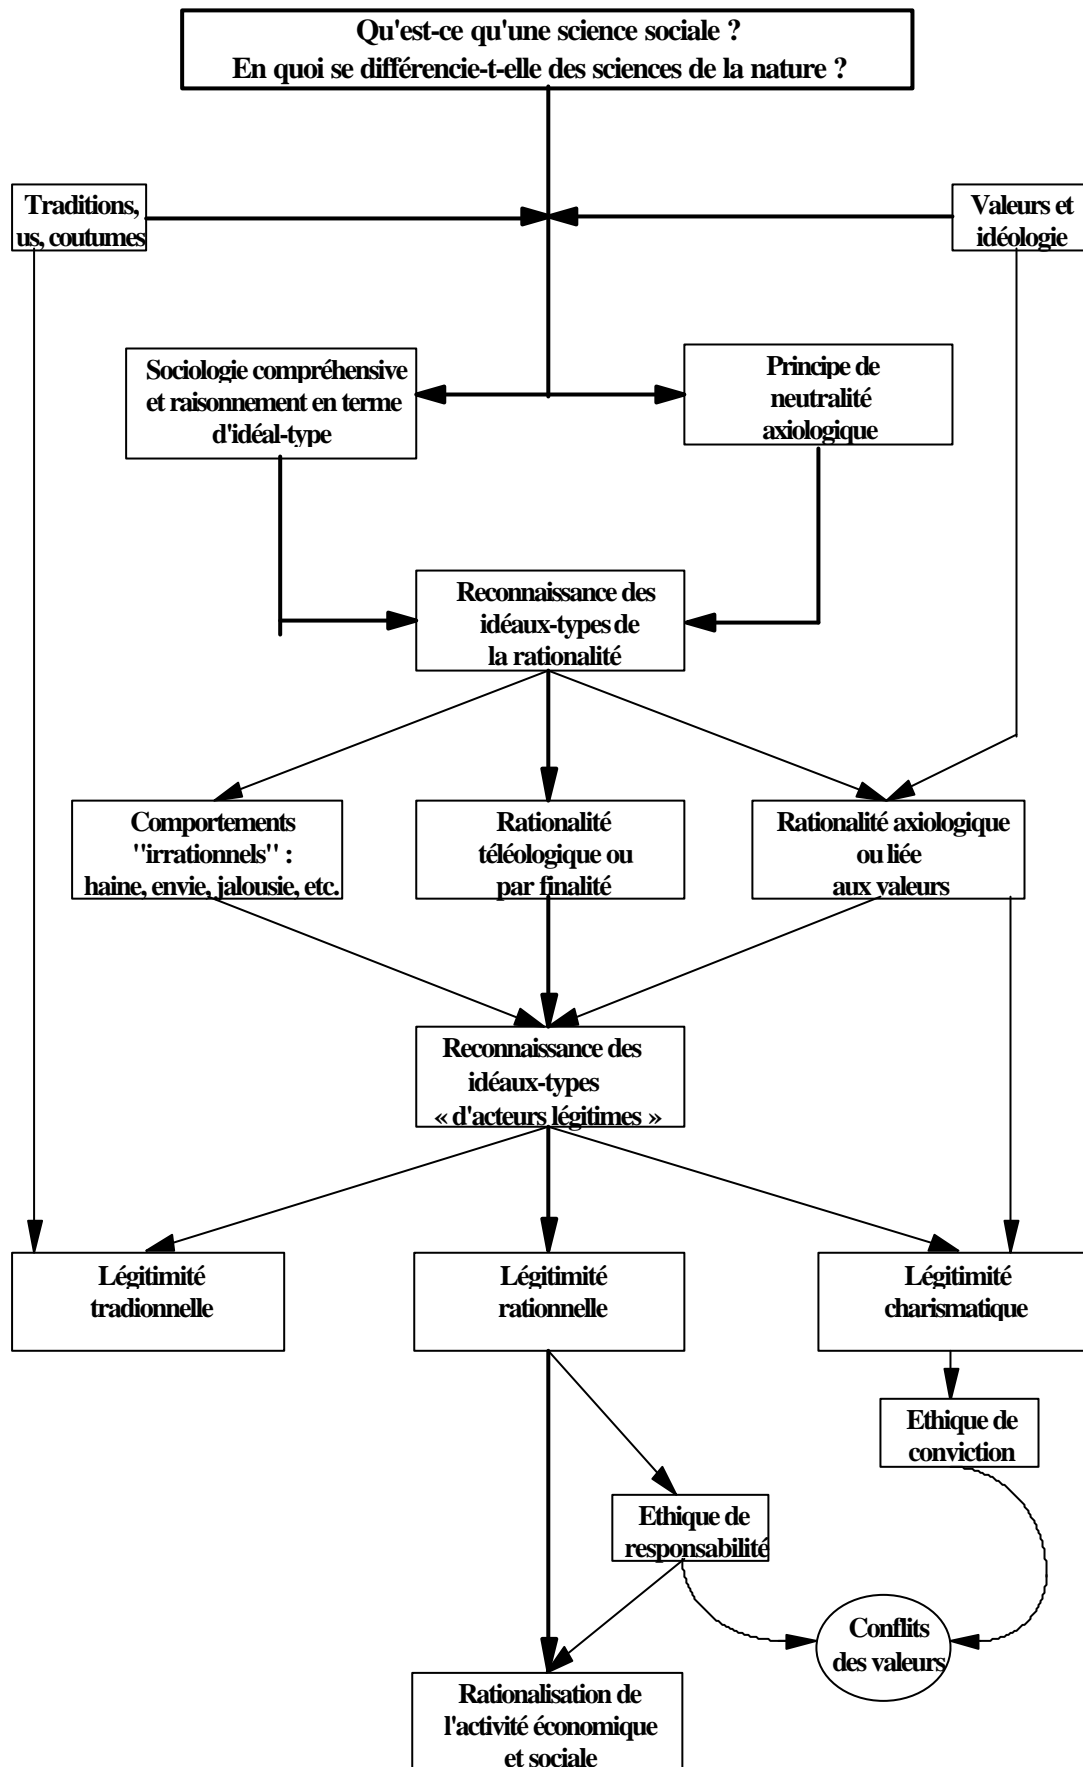 Qu'est-ce qu'une science sociale ?
En quoi se différencie-t-elle des sciences de la nature ?
Traditions,
us, coutumes
Valeurs et
idéologie
Sociologie compréhensive
et raisonnement en terme
d'idéal-type
Principe de
neutralité
axiologique
Reconnaissance des
idéaux-types de
la rationalité
Comportements
"irrationnels" :
haine, envie, jalousie, etc.
Rationalité
téléologique ou
par finalité
Rationalité axiologique
ou liée
aux valeurs
Reconnaissance des
idéaux-types
« d'acteurs légitimes »
Légitimité
tradionnelle
Légitimité
rationnelle
Légitimité
charismatique
Ethique de
conviction
Ethique de
responsabilité
Conflits
des valeurs
Rationalisation de
l'activité économique
et sociale